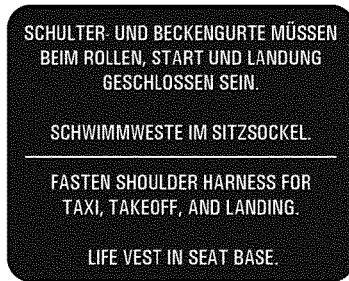 SCHULTER- UND BECKENGURTE MÜSSEN
BEIM ROLLEN, START UND LANDUNG
GESCHLOSSEN SEIN.
SCHWIMMWESTE IM SITZSOCKEL.
FASTEN SHOULDER HARNESS FOR
TAXI, TAKEOFF, AND LANDING.
LIFE VEST IN SEAT BASE.